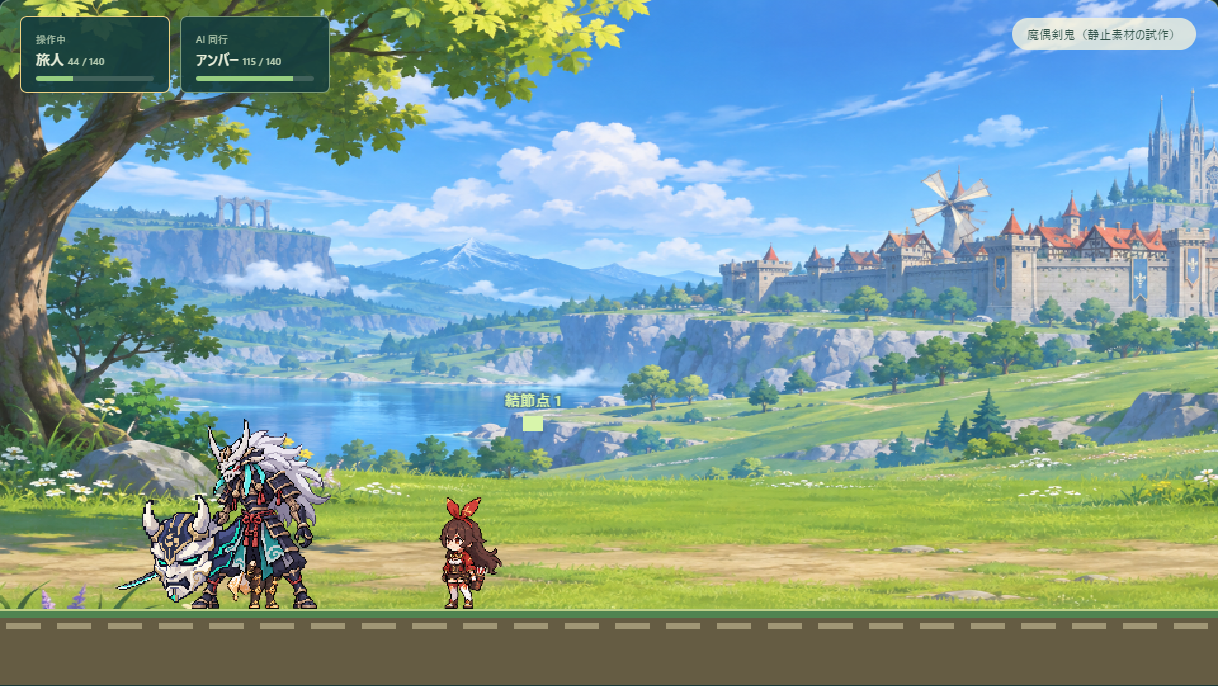 操作中
旅人 44 / 140
AI 同行
アンバー 115 / 140
魔偶剣鬼（静止素材の試作）
結節点 1